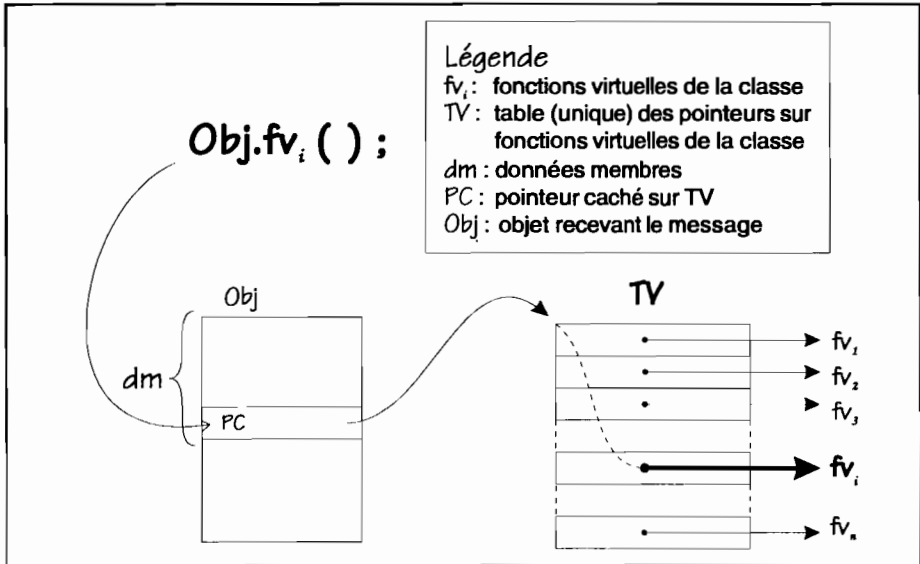 Légende
fvᵢ : fonctions virtuelles de la classe
TV : table (unique) des pointeurs sur
fonctions virtuelles de la classe
dm : données membres
PC : pointeur caché sur TV
Obj : objet recevant le message
Obj.fvᵢ ( ) ;
Obj
TV
dm
PC
fv₁
fv₂
fv₃
fvᵢ
fvₙ